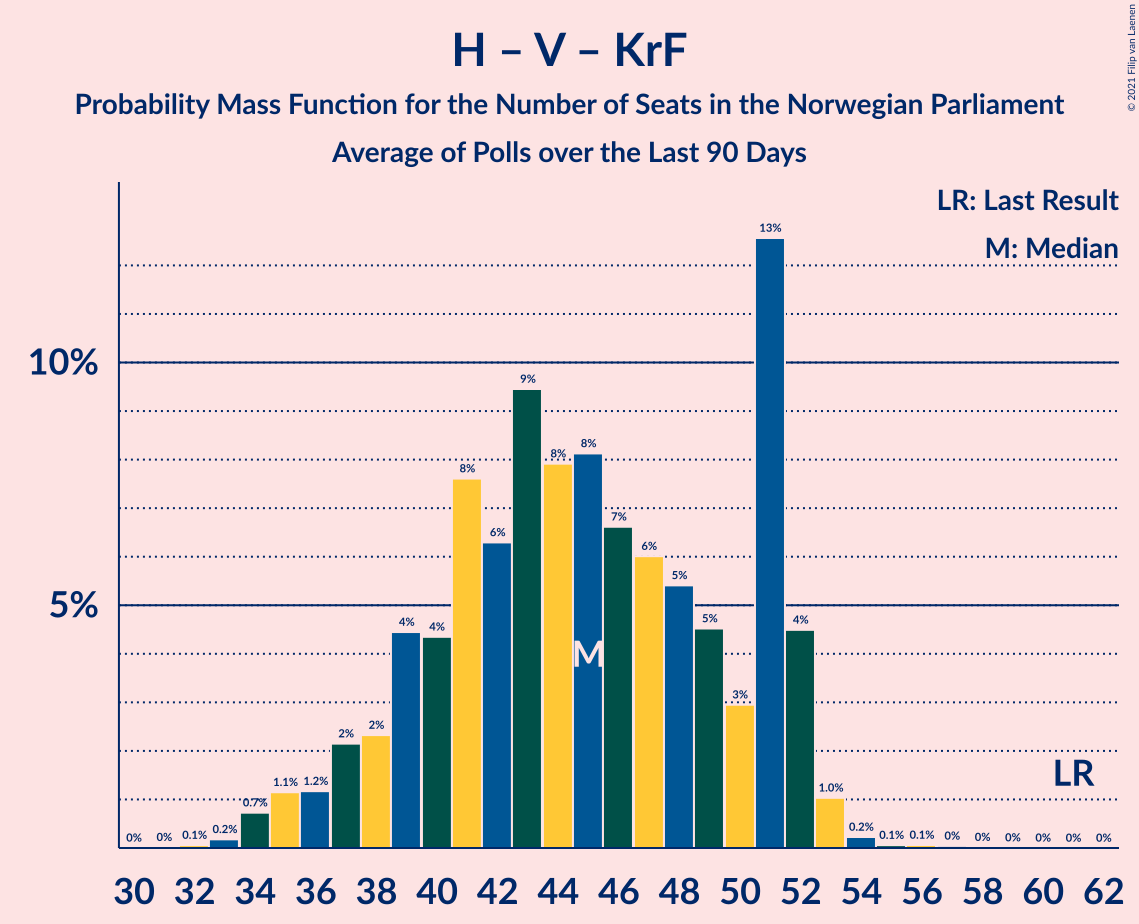 © 2021 Filip van Laenen
H – V – KrF
Probability Mass Function for the Number of Seats in the Norwegian Parliament
Average of Polls over the Last 90 Days
LR: Last Result
M: Median
10%
5%
0% 0% 0.1% 0.2% 0.7% 1.1% 1.2% 2% 2% 4% 4% 8% 6% 9% 8% 8% 7% 6% 5% 5% 3% 13% 4% 1.0% 0.2% 0.1% 0.1% 0% 0% 0% 0% 0% 0%
M
LR
30 32 34 36 38 40 42 44 46 48 50 52 54 56 58 60 62